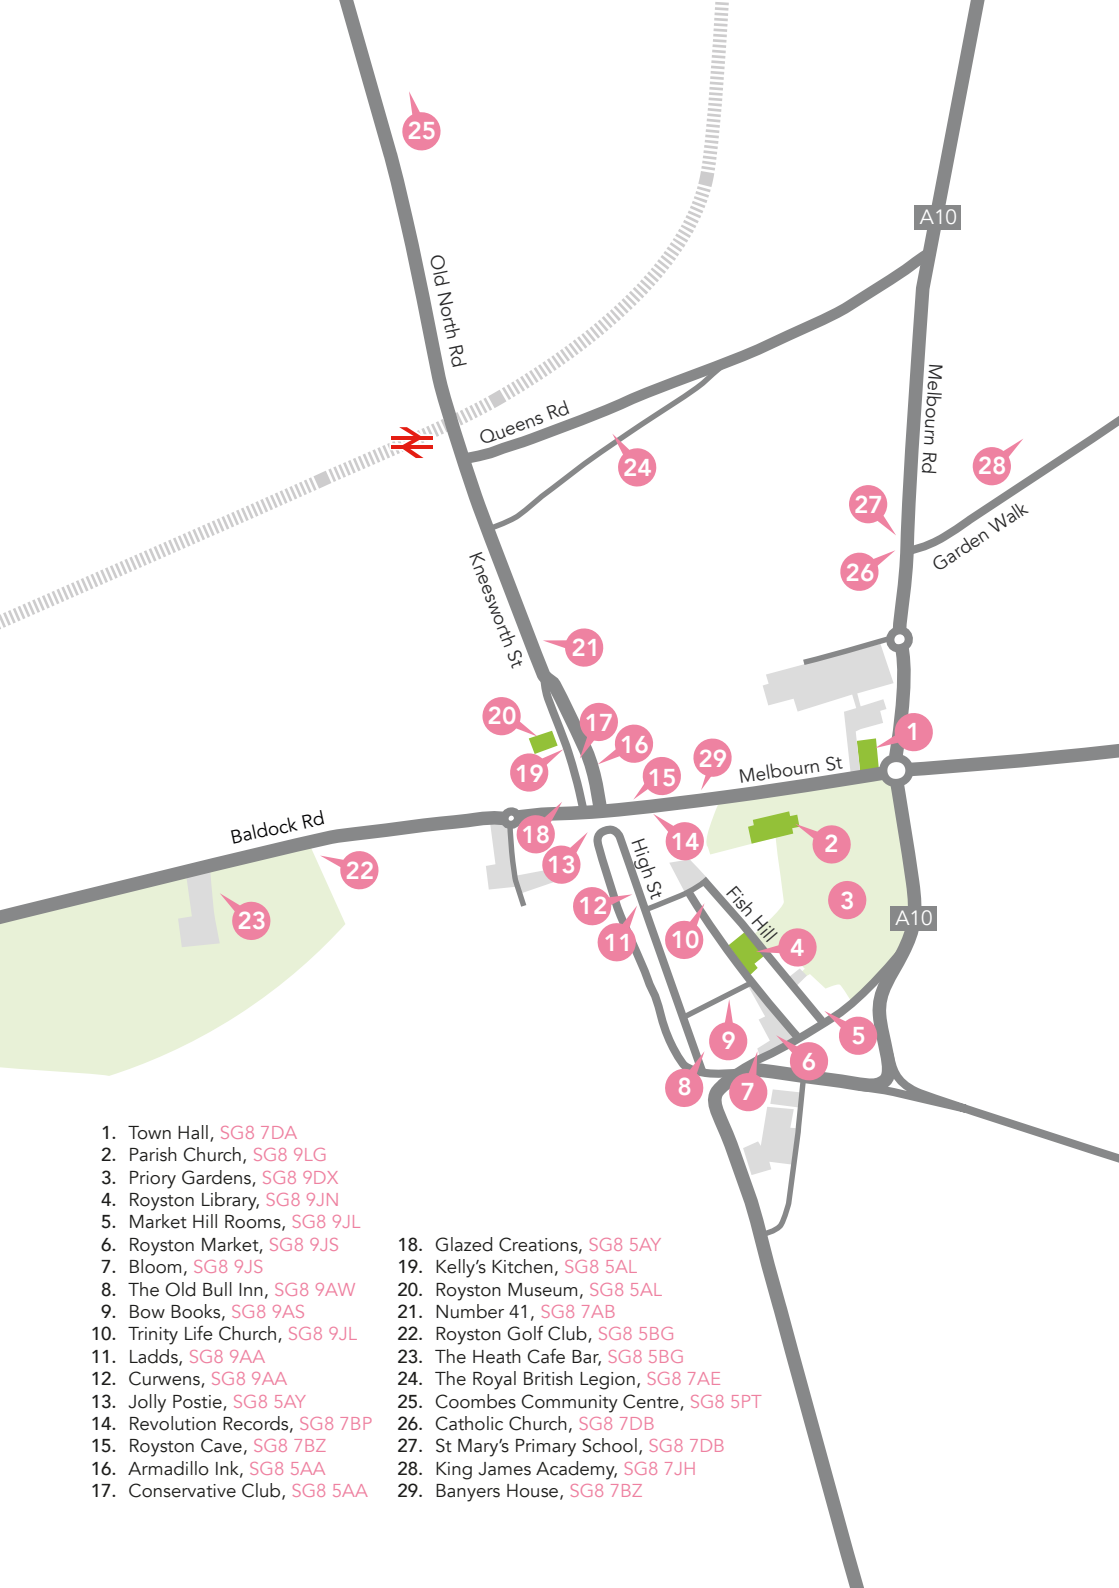 25
A10
Old North Rd
Queens Rd
Melbourn Rd
24
28
27
Garden Walk
26
Kneesworth St
21
20
17
1
16
19
29
Melbourn St
15
Baldock Rd
18
14
2
13
22
High St
3
12
Fish Hill
23
A10
11
10
4
9
5
6
8
7
1. Town Hall, SG8 7DA
2. Parish Church, SG8 9LG
3. Priory Gardens, SG8 9DX
4. Royston Library, SG8 9JN
5. Market Hill Rooms, SG8 9JL
6. Royston Market, SG8 9JS
7. Bloom, SG8 9JS
8. The Old Bull Inn, SG8 9AW
9. Bow Books, SG8 9AS
10. Trinity Life Church, SG8 9JL
11. Ladds, SG8 9AA
12. Curwens, SG8 9AA
13. Jolly Postie, SG8 5AY
14. Revolution Records, SG8 7BP
15. Royston Cave, SG8 7BZ
16. Armadillo Ink, SG8 5AA
17. Conservative Club, SG8 5AA
18. Glazed Creations, SG8 5AY
19. Kelly's Kitchen, SG8 5AL
20. Royston Museum, SG8 5AL
21. Number 41, SG8 7AB
22. Royston Golf Club, SG8 5BG
23. The Heath Cafe Bar, SG8 5BG
24. The Royal British Legion, SG8 7AE
25. Coombes Community Centre, SG8 5PT
26. Catholic Church, SG8 7DB
27. St Mary's Primary School, SG8 7DB
28. King James Academy, SG8 7JH
29. Banyers House, SG8 7BZ